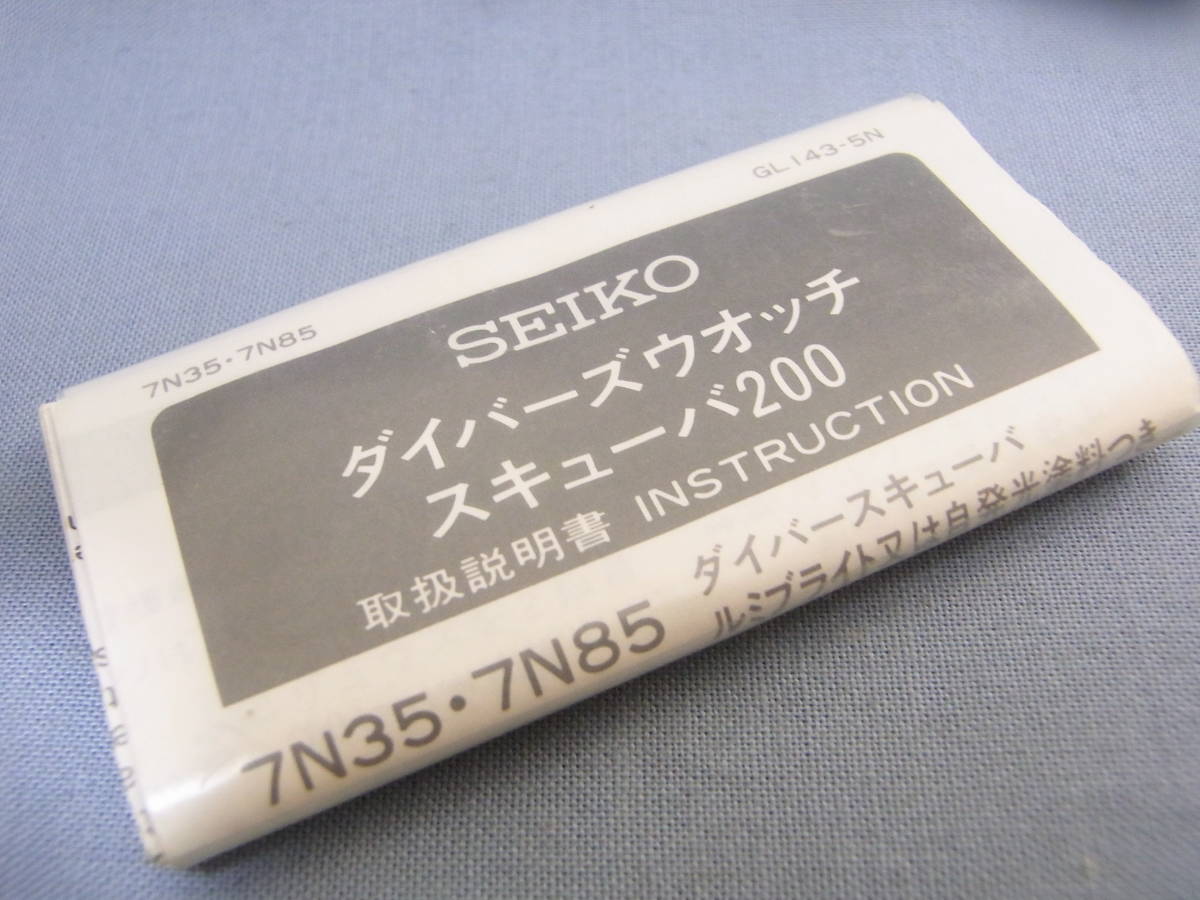 7N35・7N85
GL143-5N
SEIKO
ダイバーズウオッチ
スキューバ200
取扱説明書 INSTRUCTION
7N35・7N85
ダイバースキューバ
ルミブライト又は自発光塗料つき